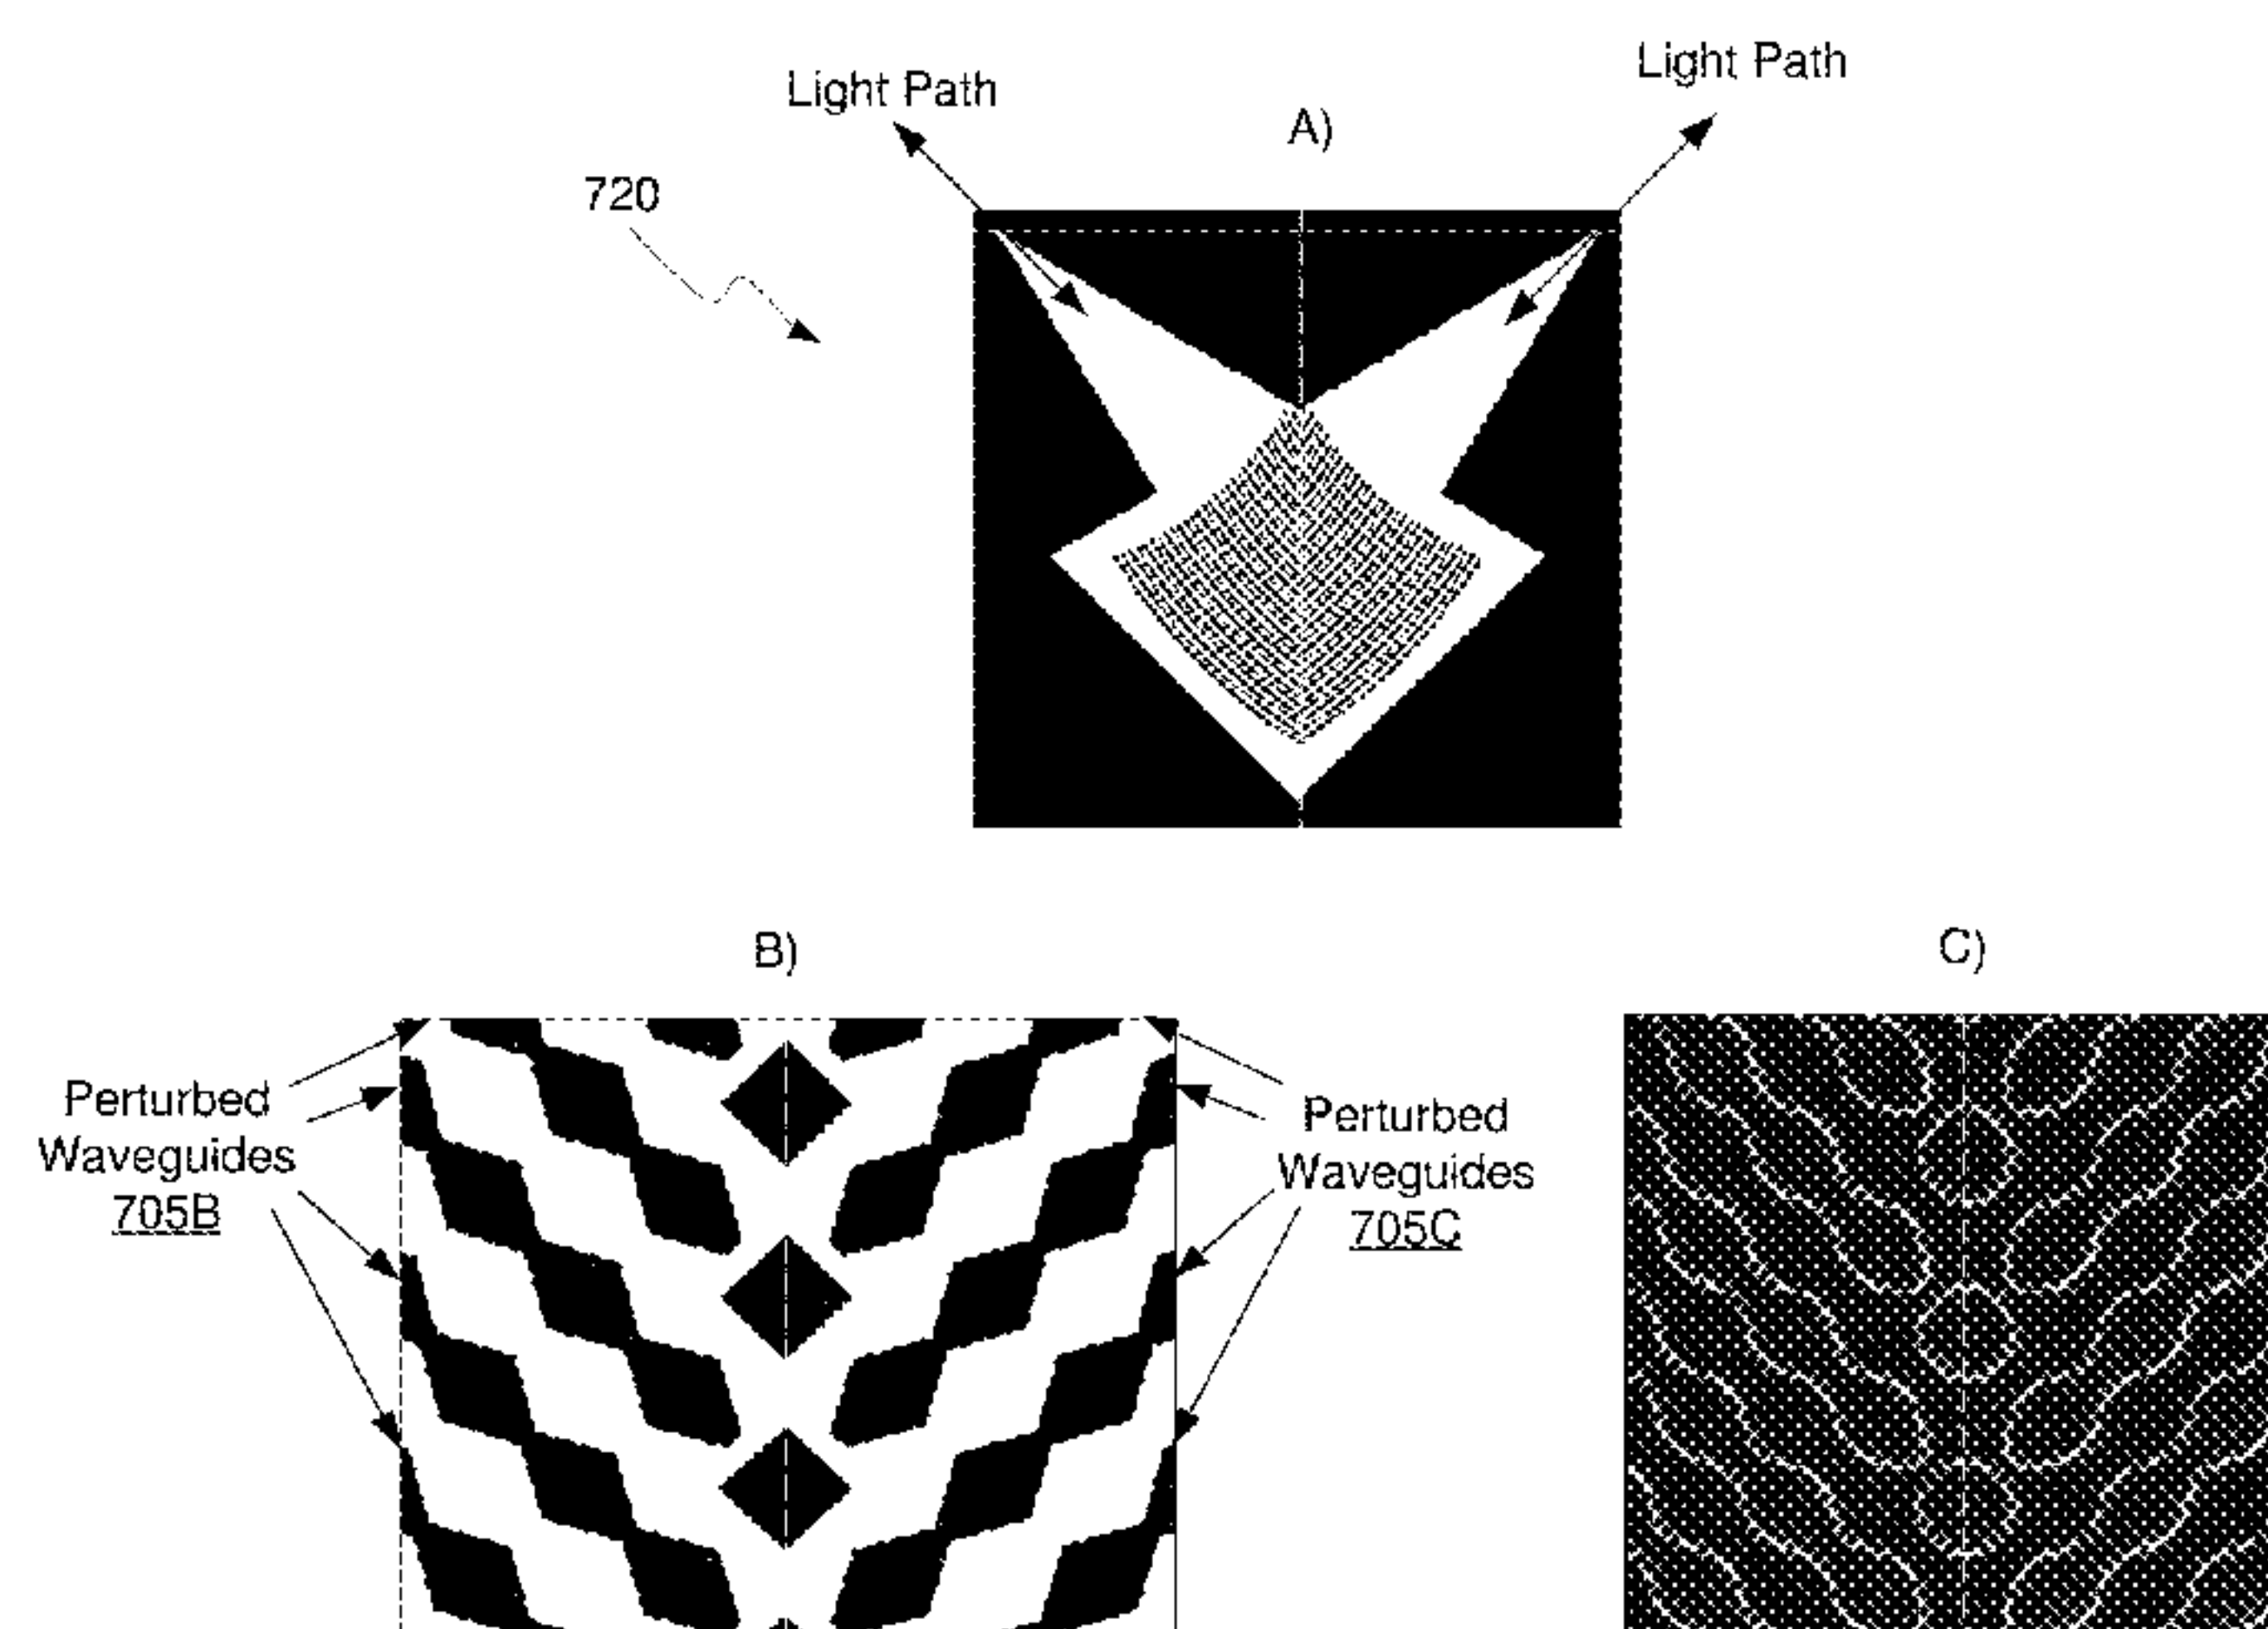 Light Path
Light Path
A)
720
B)
C)
Perturbed
Waveguides
705B
Perturbed
Waveguides
705C